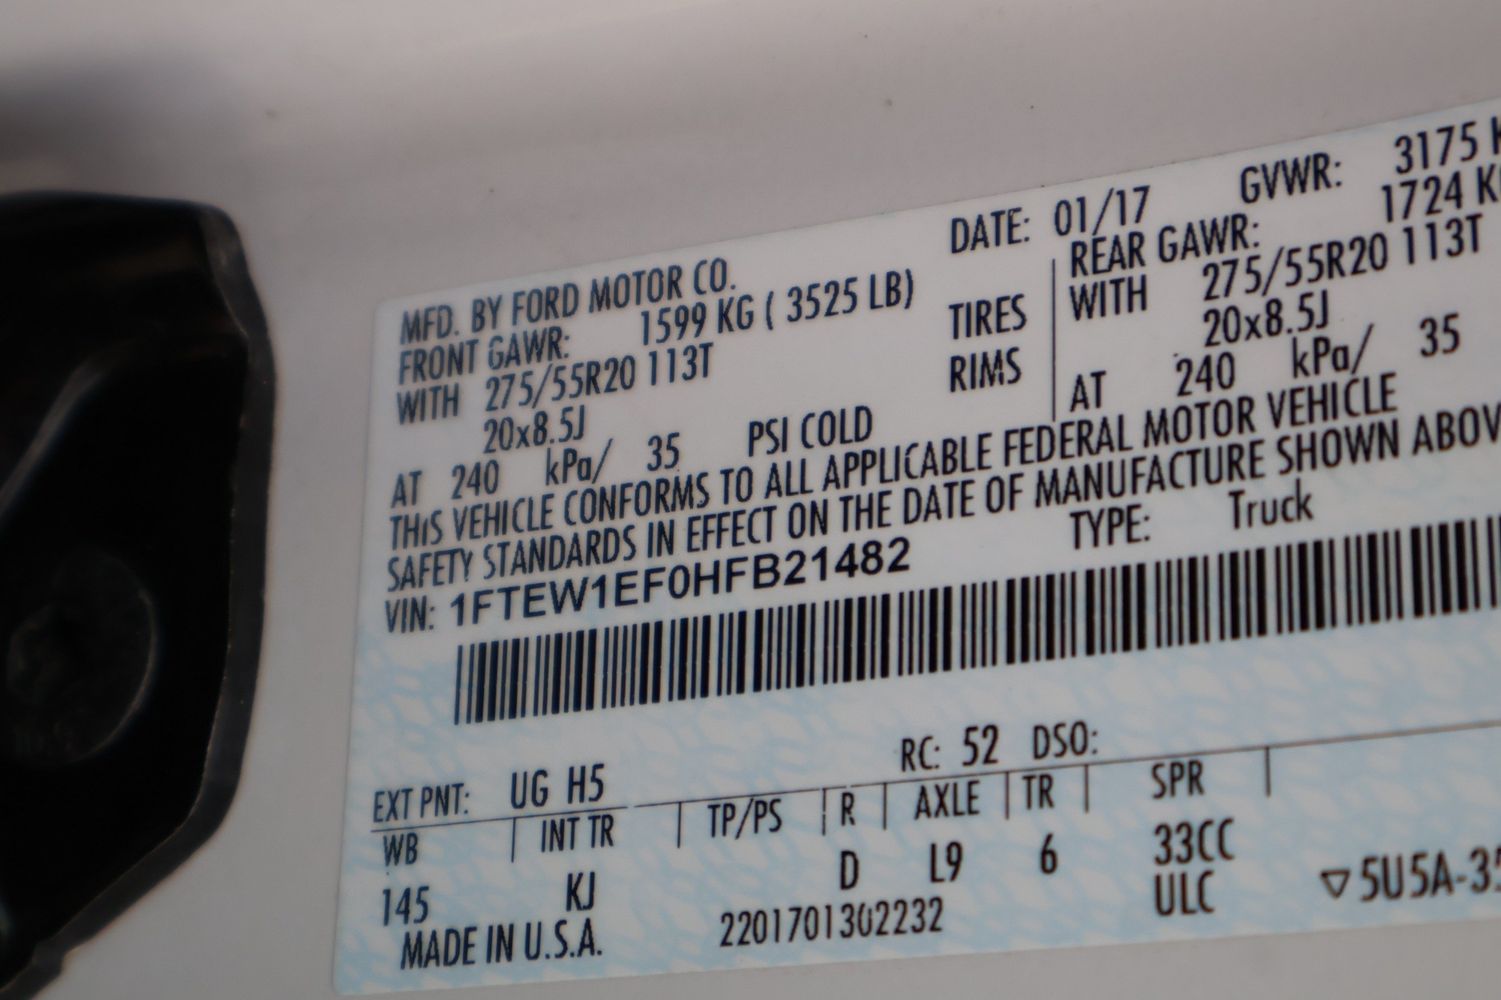 DATE: 01/17 GVWR: 3175 K
MFD. BY FORD MOTOR CO.
FRONT GAWR: 1599 KG ( 3525 LB) REAR GAWR: 1724 K
WITH 275/55R20 113T TIRES WITH 275/55R20 113T
20x8.5J RIMS 20x8.5J
AT 240 kPa/ 35 PSI COLD AT 240 kPa/ 35
THIS VEHICLE CONFORMS TO ALL APPLICABLE FEDERAL MOTOR VEHICLE
SAFETY STANDARDS IN EFFECT ON THE DATE OF MANUFACTURE SHOWN ABOV
VIN: 1FTEW1EF0HFB21482 TYPE: Truck
EXT PNT: UG H5 RC: 52 DSO:
WB INT TR TP/PS R AXLE TR SPR
145 KJ D L9 6 33CC
ULC
MADE IN U.S.A. 2201701302232 ▽5U5A-35